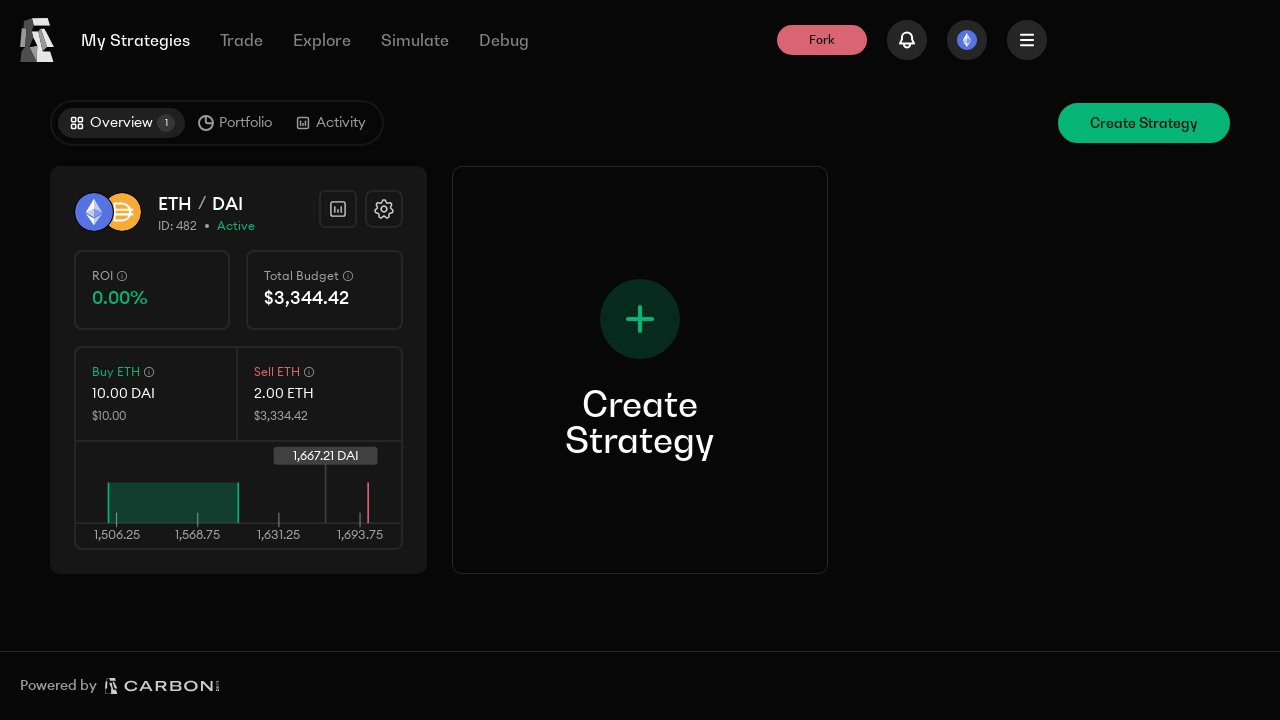 My Strategies
Trade
Explore
Simulate
Debug
Fork
Overview 1
Portfolio
Activity
Create Strategy
ETH / DAI
ID: 482 • Active
ROI
0.00%
Total Budget
$3,344.42
Buy ETH
10.00 DAI
$10.00
Sell ETH
2.00 ETH
$3,334.42
1,667.21 DAI
1,506.25
1,568.75
1,631.25
1,693.75
Create
Strategy
Powered by CARBON